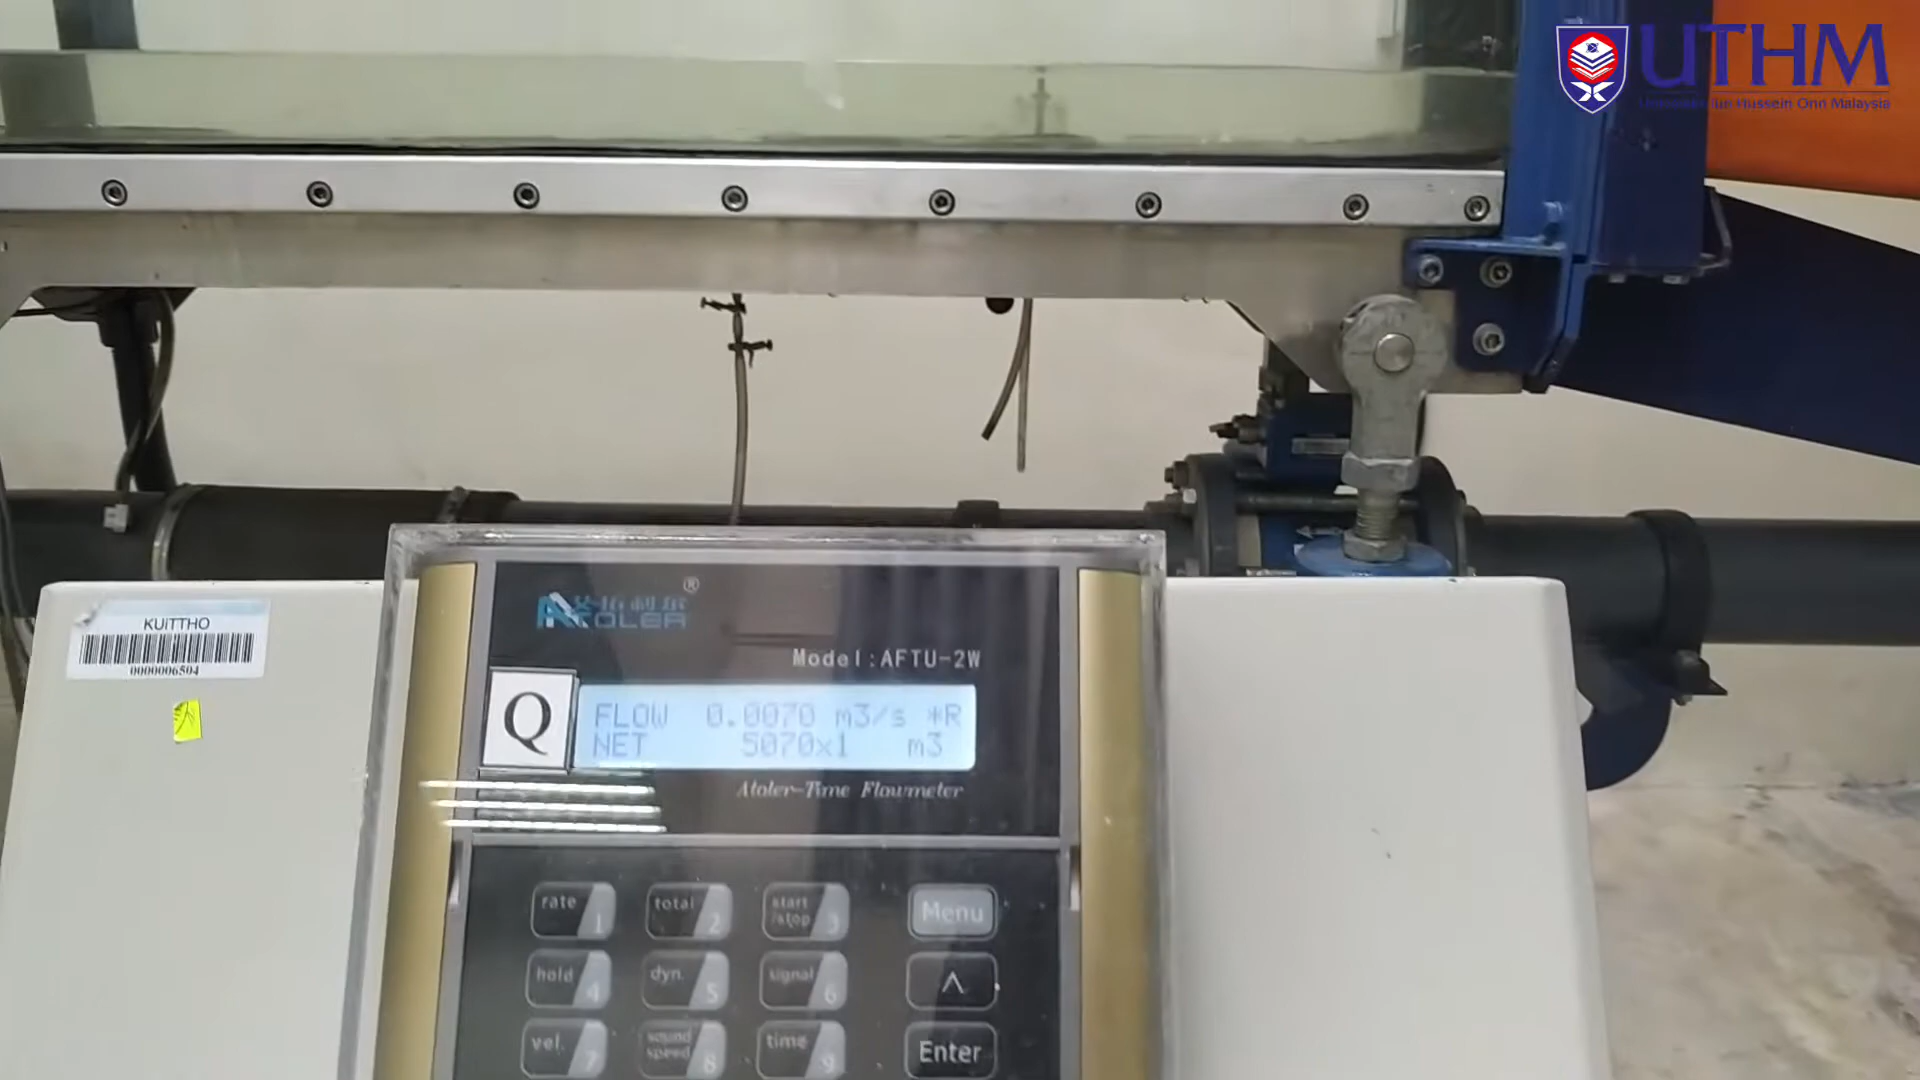 UTHM
Universiti Tun Hussein Onn Malaysia
KUiTTHO
0000006504
®
Model:AFTU-2W
Q
FLOW 0.0070 m3/s *R
NET 5070x1 m3
Atoler-Time Flowmeter
rate 1
total 2
start /stop 3
Menu
hold 4
dyn. 5
signal 6
^
vel. 7
sound speed 8
time 9
Enter